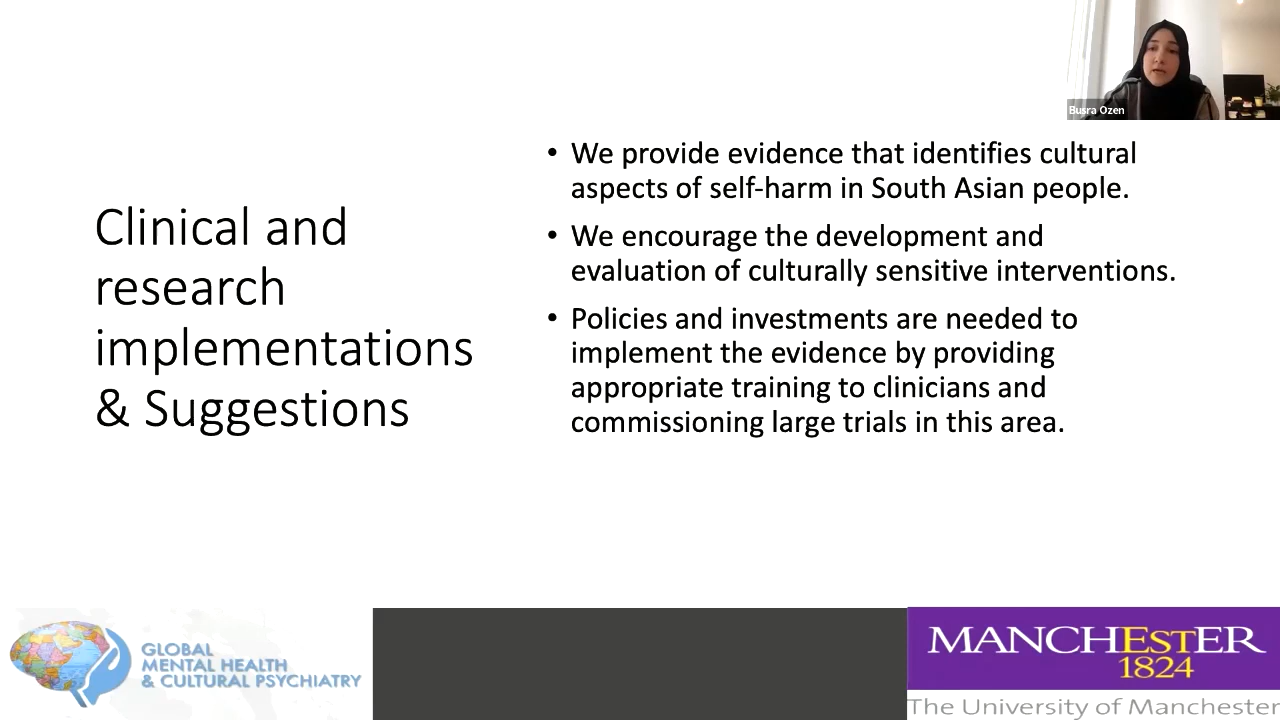 Busra Ozen
Clinical and
research
implementations
& Suggestions
• We provide evidence that identifies cultural
aspects of self-harm in South Asian people.
• We encourage the development and
evaluation of culturally sensitive interventions.
• Policies and investments are needed to
implement the evidence by providing
appropriate training to clinicians and
commissioning large trials in this area.
GLOBAL
MENTAL HEALTH
& CULTURAL PSYCHIATRY
MANCHESTER
1824
The University of Manchester